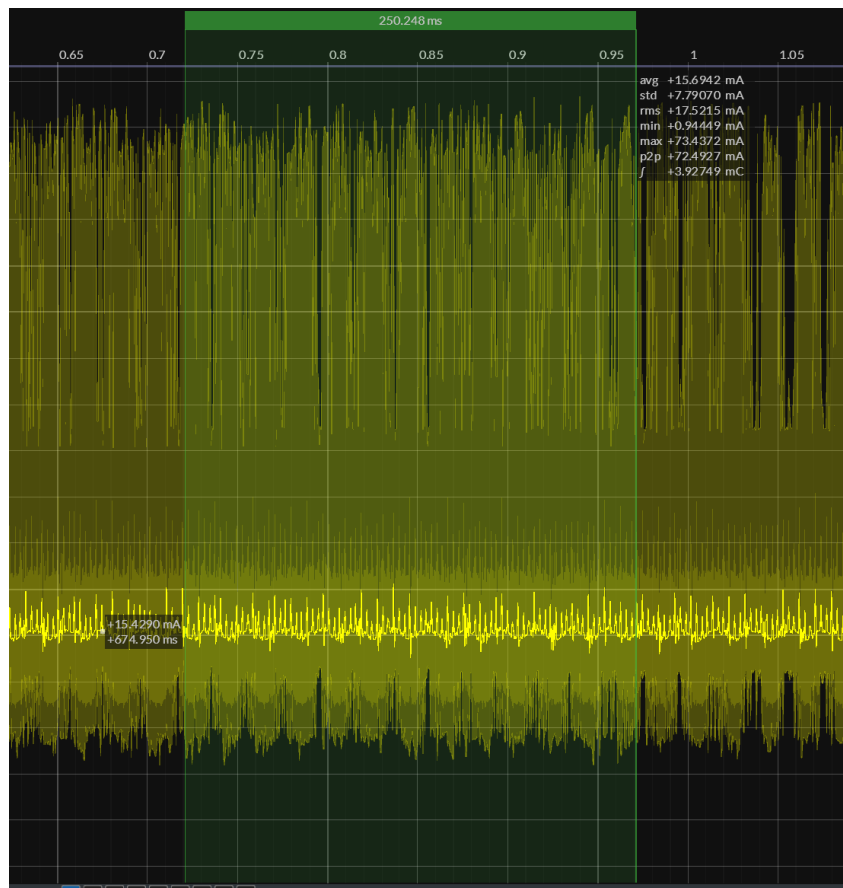 250.248 ms
0.65 0.7 0.75 0.8 0.85 0.9 0.95 1 1.05
avg +15.6942 mA
std +7.79070 mA
rms +17.5215 mA
min +0.94449 mA
max +73.4372 mA
p2p +72.4927 mA
∫ +3.92749 mC
+15.4290 mA
+674.950 ms